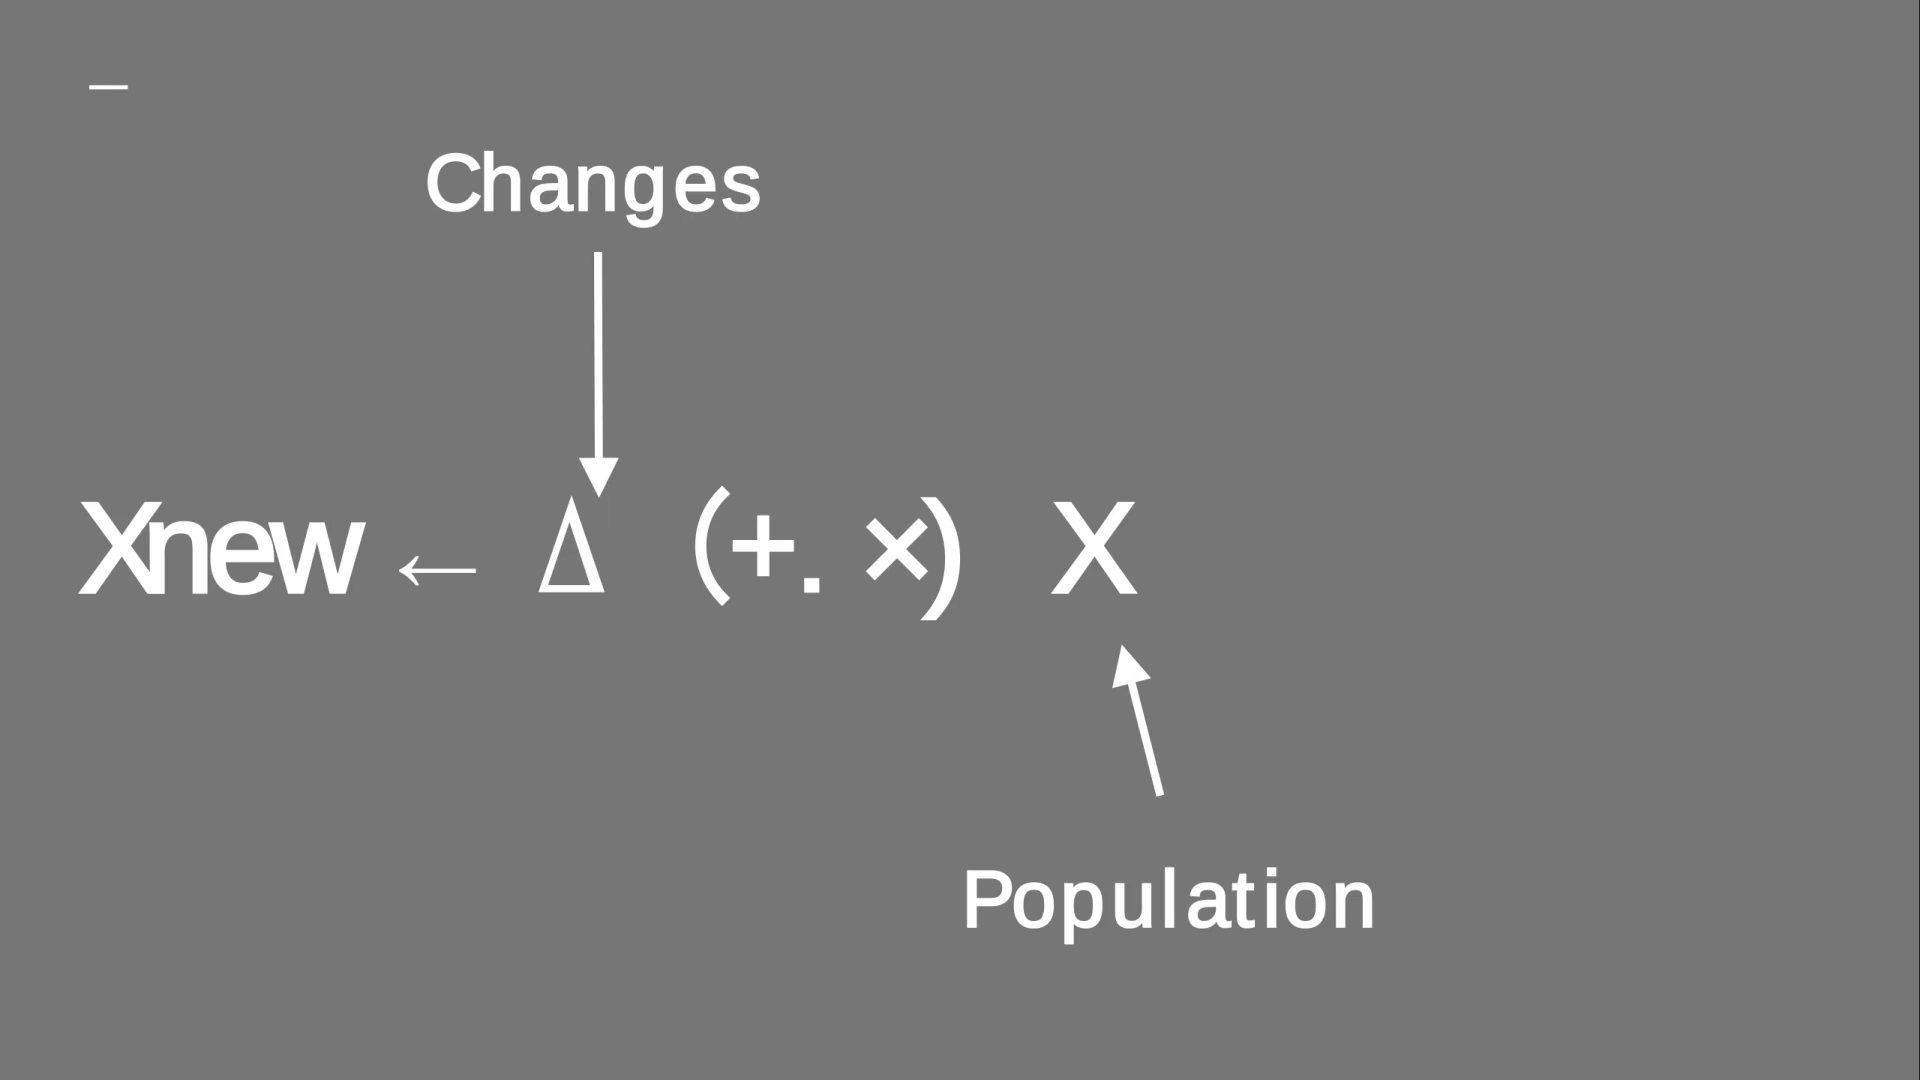 Changes
Xnew ← Δ (+. ×) X
Population